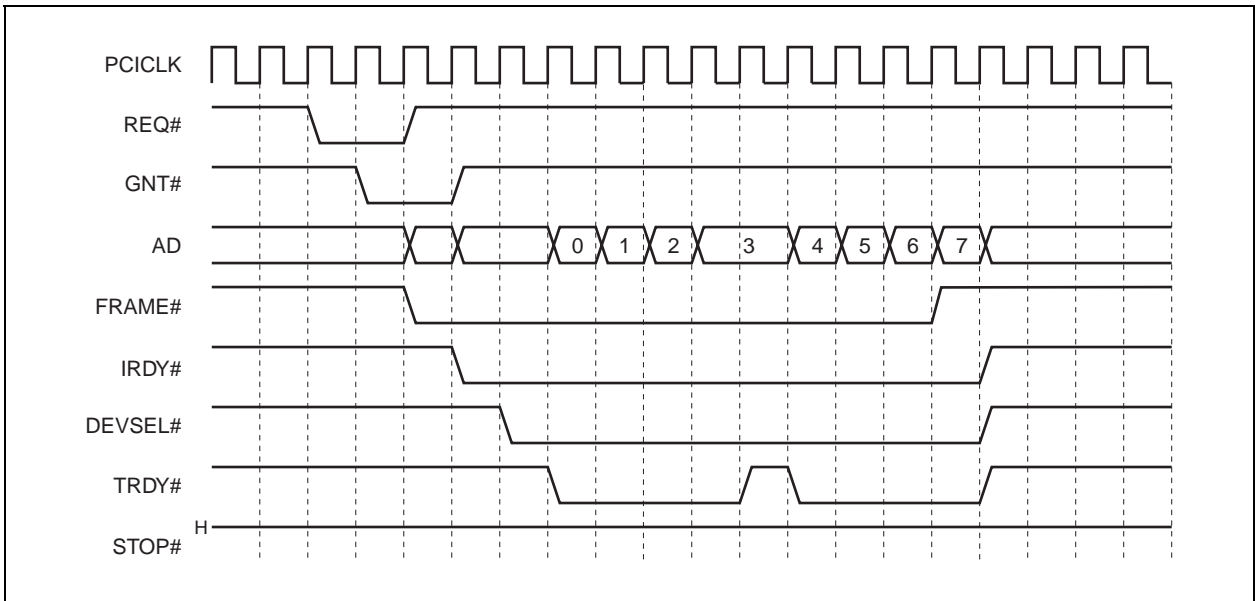 PCICLK
REQ#
GNT#
AD 0 1 2 3 4 5 6 7
FRAME#
IRDY#
DEVSEL#
TRDY#
H
STOP#